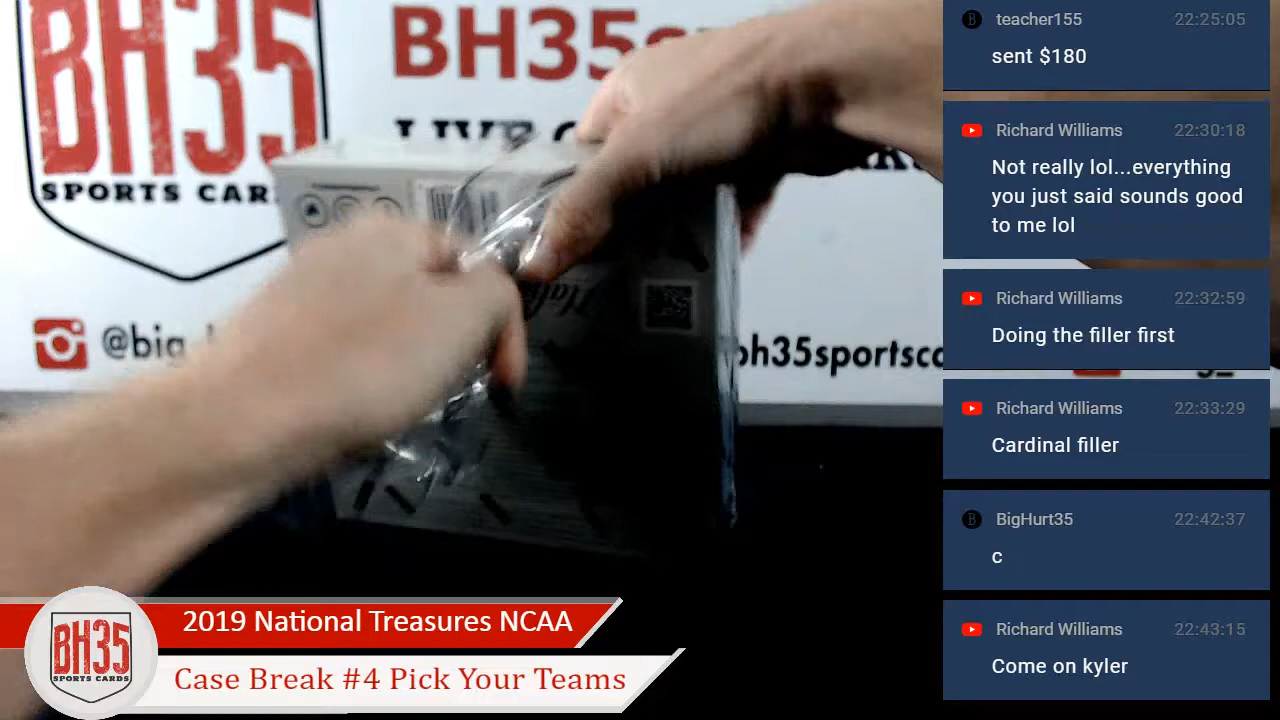 BH35
SPORTS CAR
BH35
@big
bh35sportsc
teacher155 22:25:05
sent $180
Richard Williams 22:30:18
Not really lol...everything
you just said sounds good
to me lol
Richard Williams 22:32:59
Doing the filler first
Richard Williams 22:33:29
Cardinal filler
BigHurt35 22:42:37
c
Richard Williams 22:43:15
Come on kyler
BH35
SPORTS CARDS
2019 National Treasures NCAA
Case Break #4 Pick Your Teams